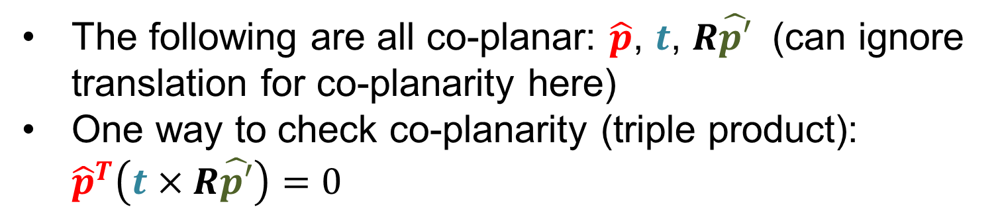 • The following are all co-planar: p̂, t, Rp̂′ (can ignore
translation for co-planarity here)
• One way to check co-planarity (triple product):
p̂ᵀ(t × Rp̂′) = 0